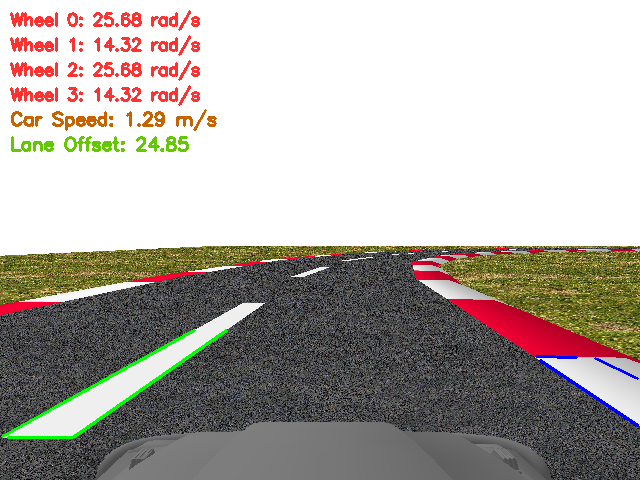 Wheel 0: 25.68 rad/s
Wheel 1: 14.32 rad/s
Wheel 2: 25.68 rad/s
Wheel 3: 14.32 rad/s
Car Speed: 1.29 m/s
Lane Offset: 24.85